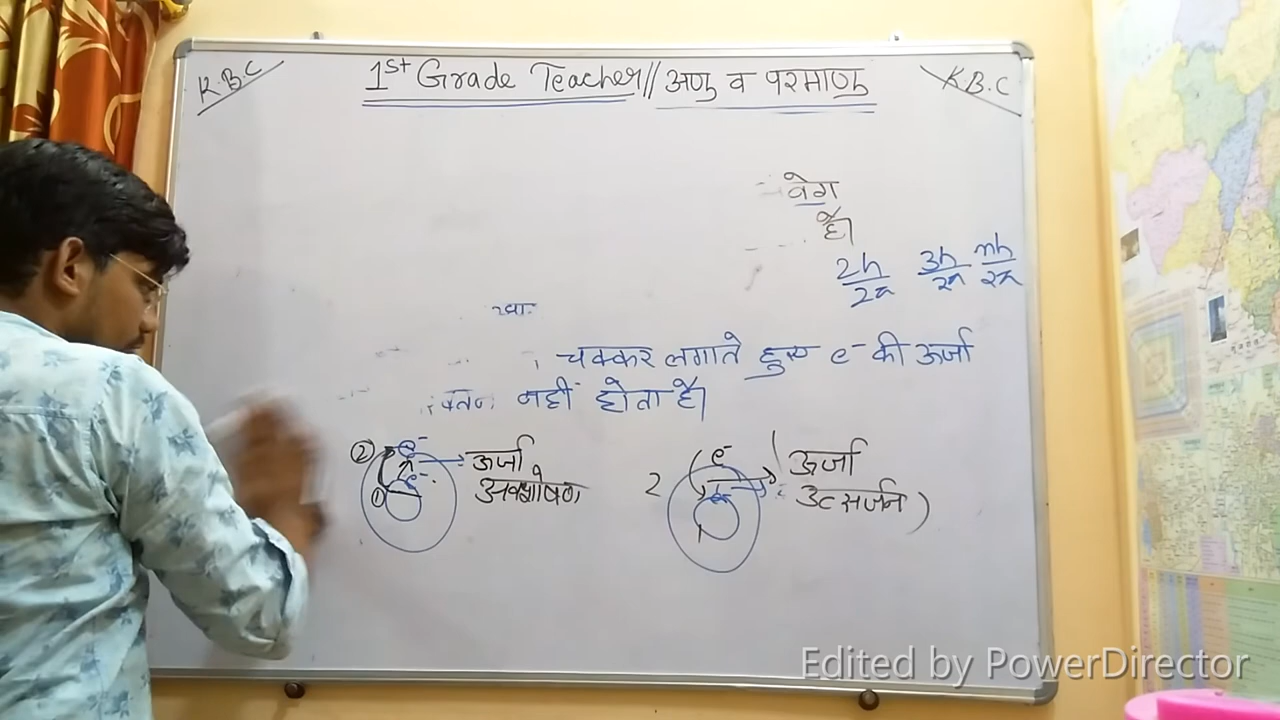 K.B.C
1st Grade Teacher // अणु व परमाणु
K.B.C
वेग
है।
2h/2π 3h/2π nh/2π
चक्कर लगाते हुए e⁻ की ऊर्जा
नहीं होता है।
② e⁻ ऊर्जा
① e⁻ अवशोषण
2 e⁻ ऊर्जा
उत्सर्जन)
Edited by PowerDirector